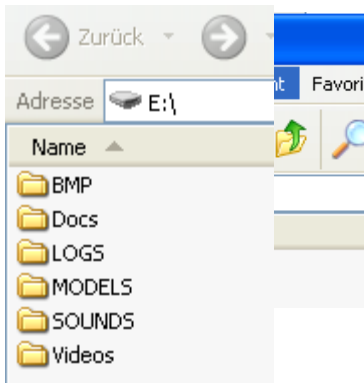 Zurück
Favori
Adresse E:\
Name
BMP
Docs
LOGS
MODELS
SOUNDS
Videos